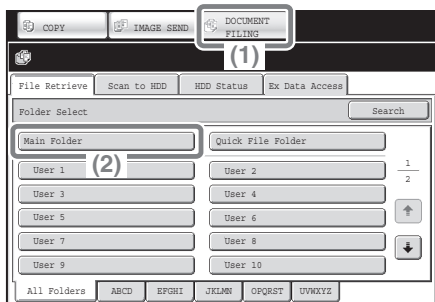 COPY
IMAGE SEND
DOCUMENT
FILING
(1)
File Retrieve
Scan to HDD
HDD Status
Ex Data Access
Folder Select
Search
Main Folder
Quick File Folder
(2)
User 1
User 2
1
2
User 3
User 4
User 5
User 6
User 7
User 8
User 9
User 10
All Folders
ABCD
EFGHI
JKLMN
OPQRST
UVWXYZ